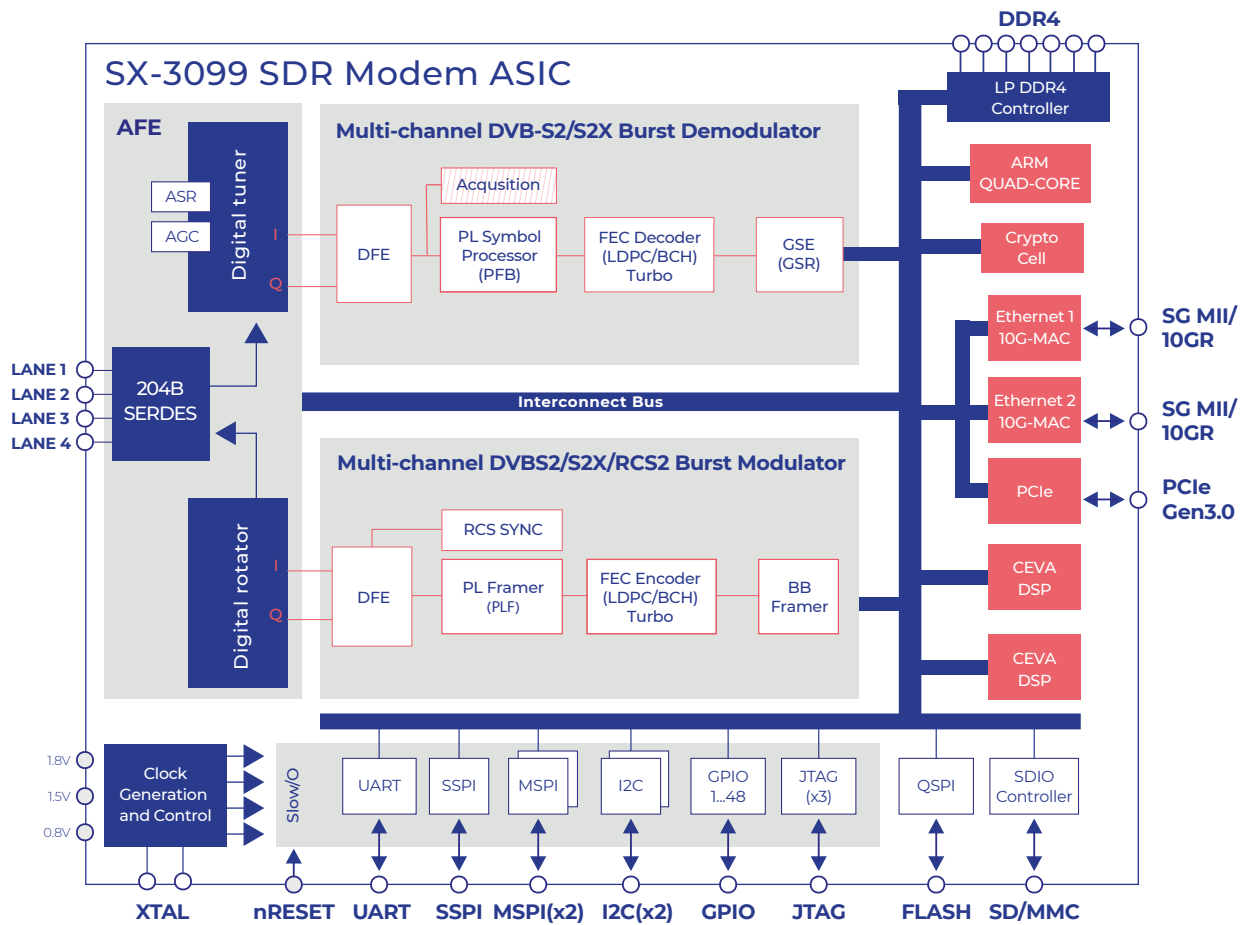 DDR4
SX-3099 SDR Modem ASIC
LP DDR4
Controller
AFE
Digital tuner
ASR
AGC
I
Q
Multi-channel DVB-S2/S2X Burst Demodulator
Acqusition
DFE
PL Symbol
Processor
(PFB)
FEC Decoder
(LDPC/BCH)
Turbo
GSE
(GSR)
ARM
QUAD-CORE
Crypto
Cell
Ethernet 1
10G-MAC
SG MII/
10GR
LANE 1
LANE 2
LANE 3
LANE 4
204B
SERDES
Interconnect Bus
Ethernet 2
10G-MAC
SG MII/
10GR
Multi-channel DVBS2/S2X/RCS2 Burst Modulator
PCIe
PCIe
Gen3.0
Digital rotator
I
Q
RCS SYNC
DFE
PL Framer
(PLF)
FEC Encoder
(LDPC/BCH)
Turbo
BB
Framer
CEVA
DSP
CEVA
DSP
1.8V
1.5V
0.8V
Clock
Generation
and Control
Slow/O
UART
SSPI
MSPI
I2C
GPIO
1...48
JTAG
(x3)
QSPI
SDIO
Controller
XTAL
nRESET
UART
SSPI
MSPI(x2)
I2C(x2)
GPIO
JTAG
FLASH
SD/MMC